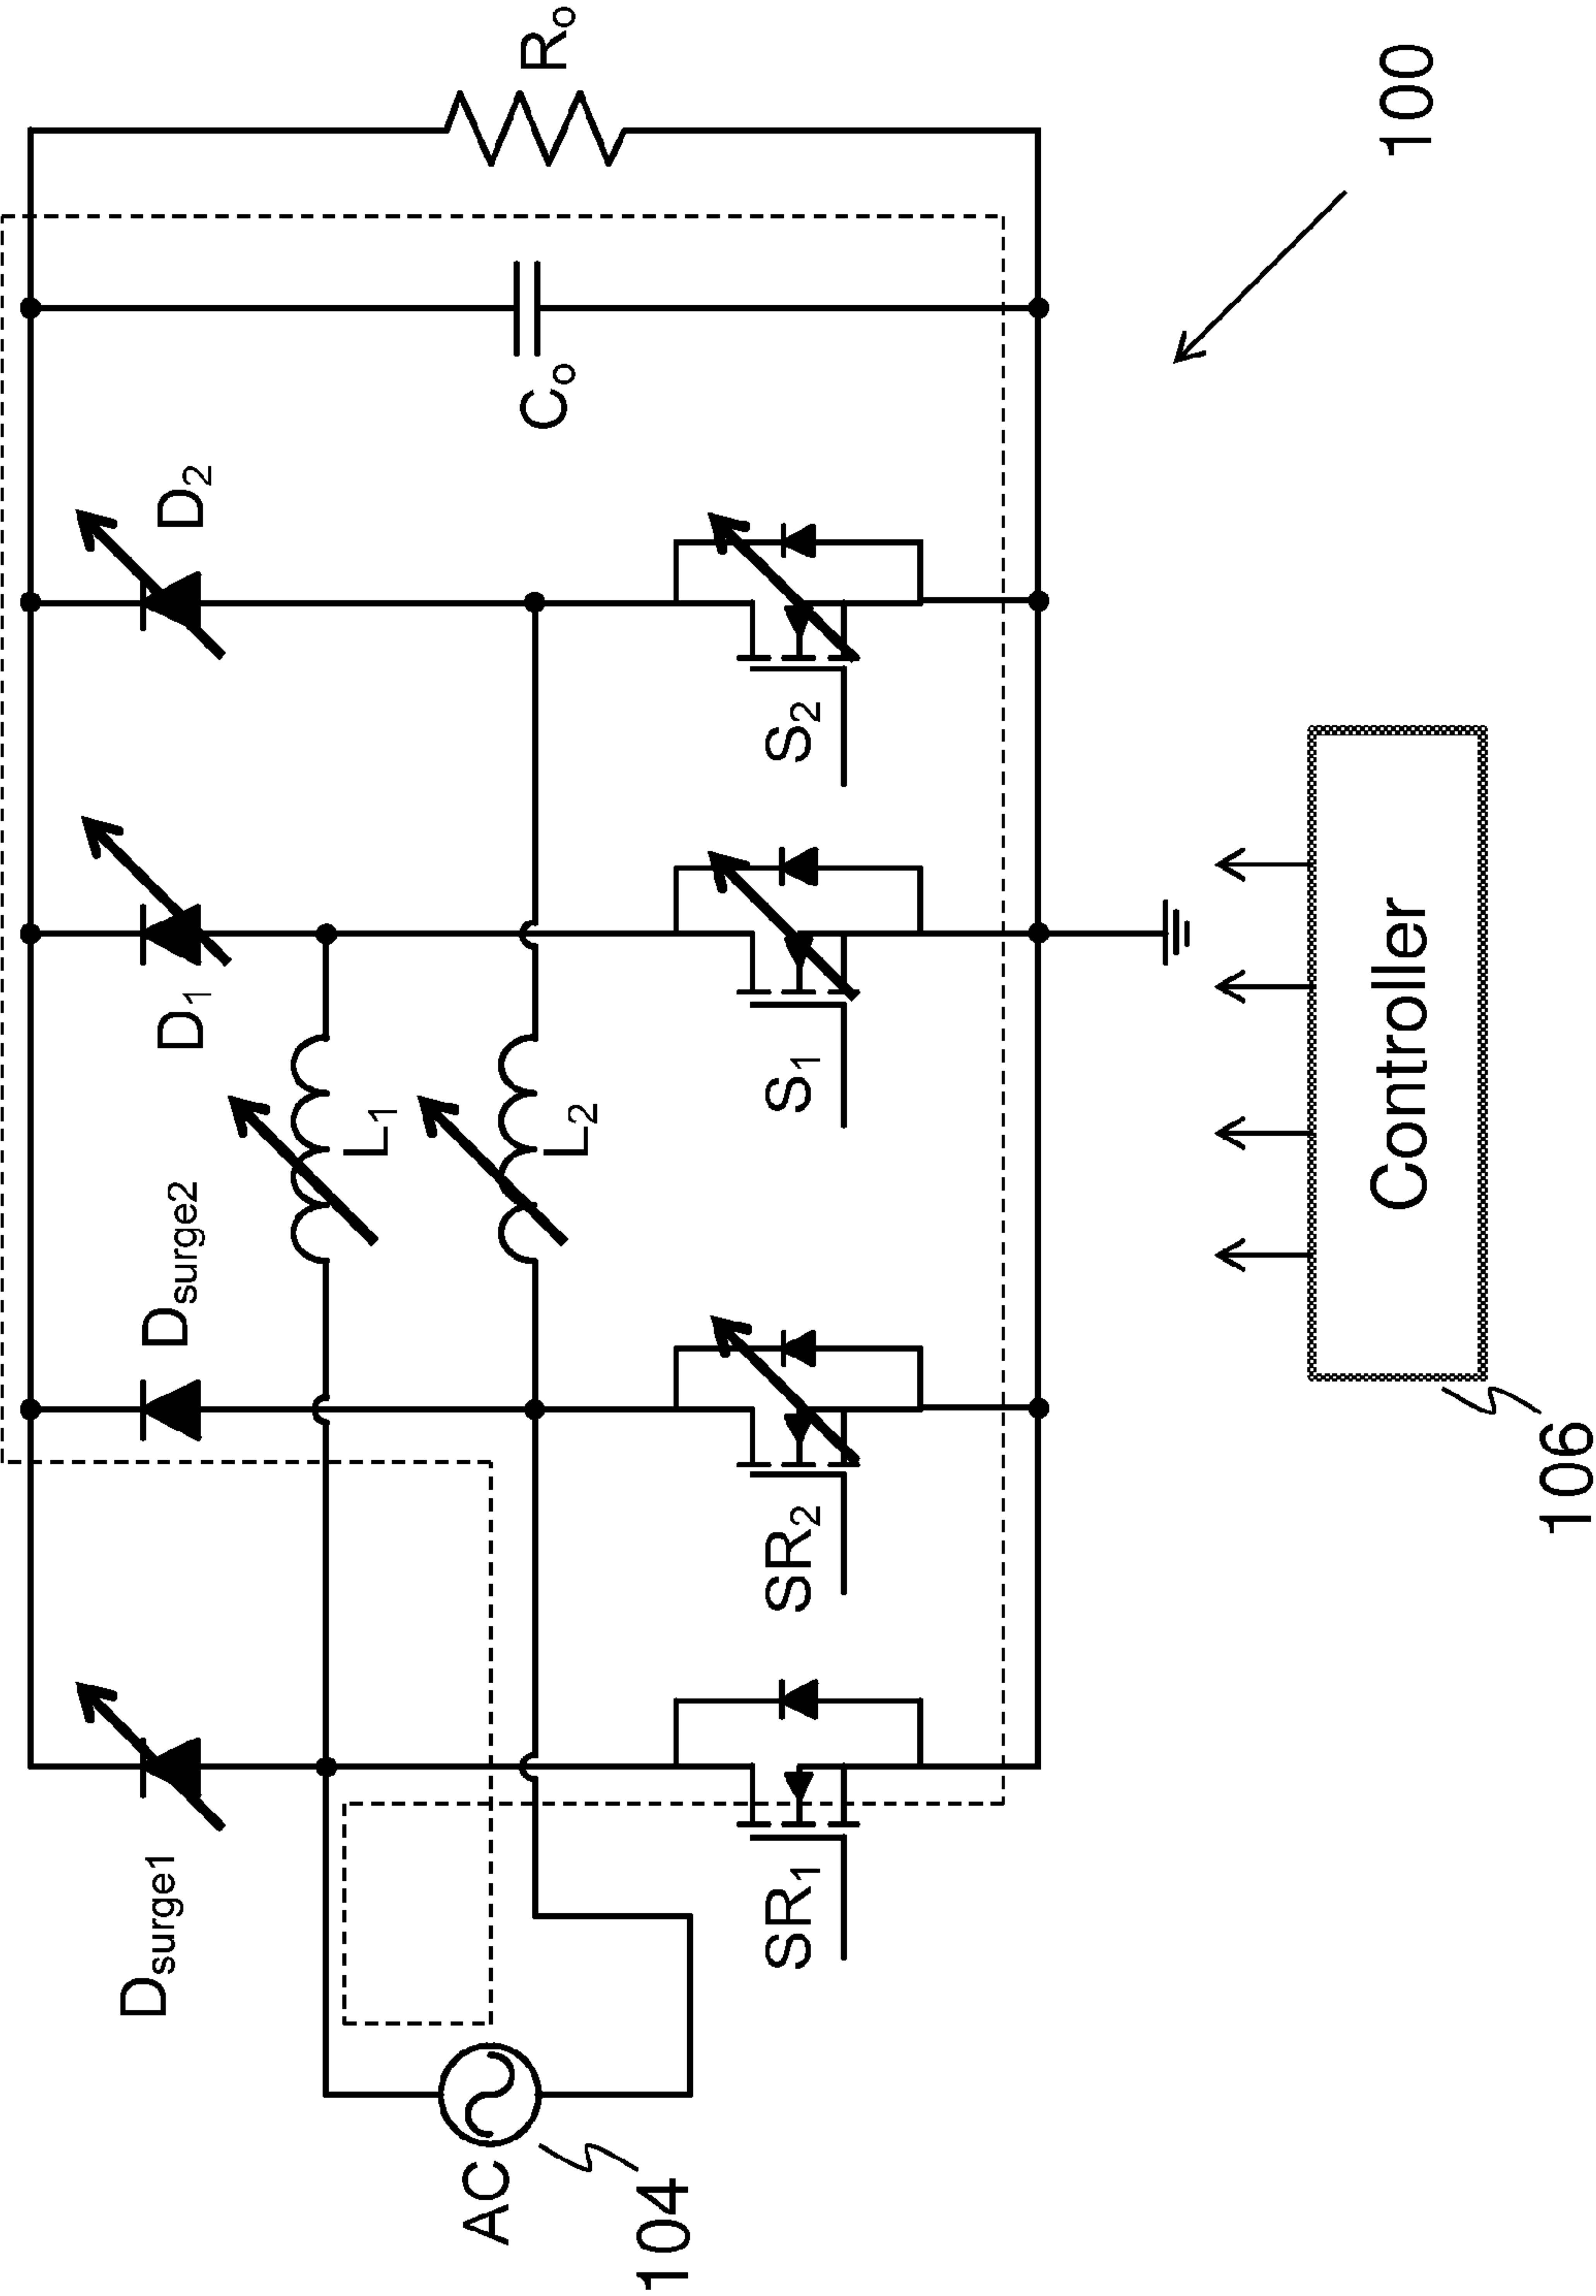 Dsurge1
Dsurge2
D1
D2
L1
L2
AC
104
SR1
SR2
S1
S2
Co
Ro
Controller
106
100